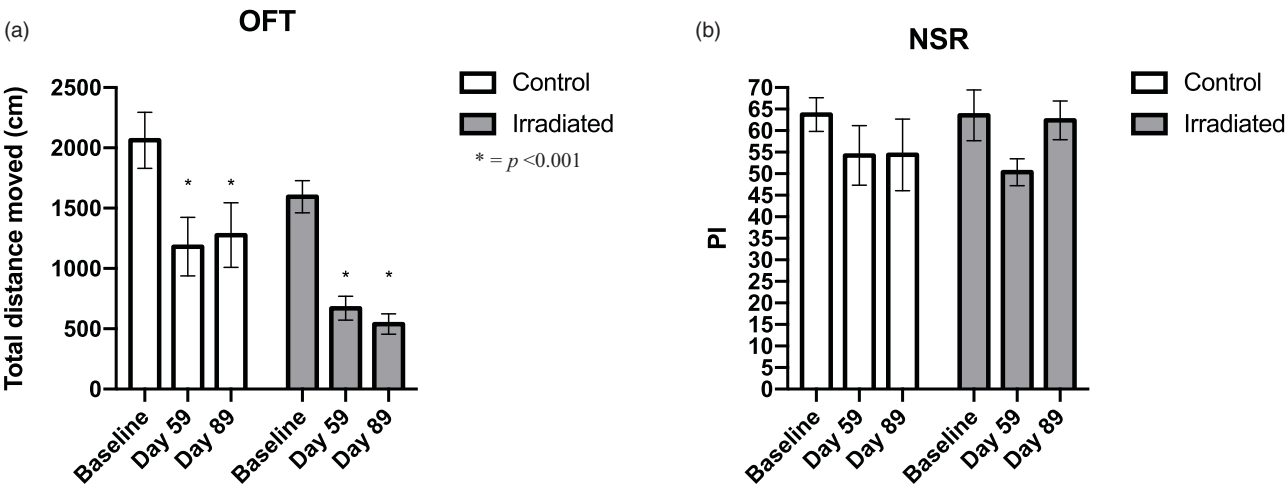 (a)
OFT
Total distance moved (cm)
2500
2000
1500
1000
500
0
* *
* *
Baseline
Day 59
Day 89
Baseline
Day 59
Day 89
Control
Irradiated
* = p <0.001
(b)
NSR
PI
70
65
60
55
50
45
40
35
30
25
20
15
10
5
0
Baseline
Day 59
Day 89
Baseline
Day 59
Day 89
Control
Irradiated